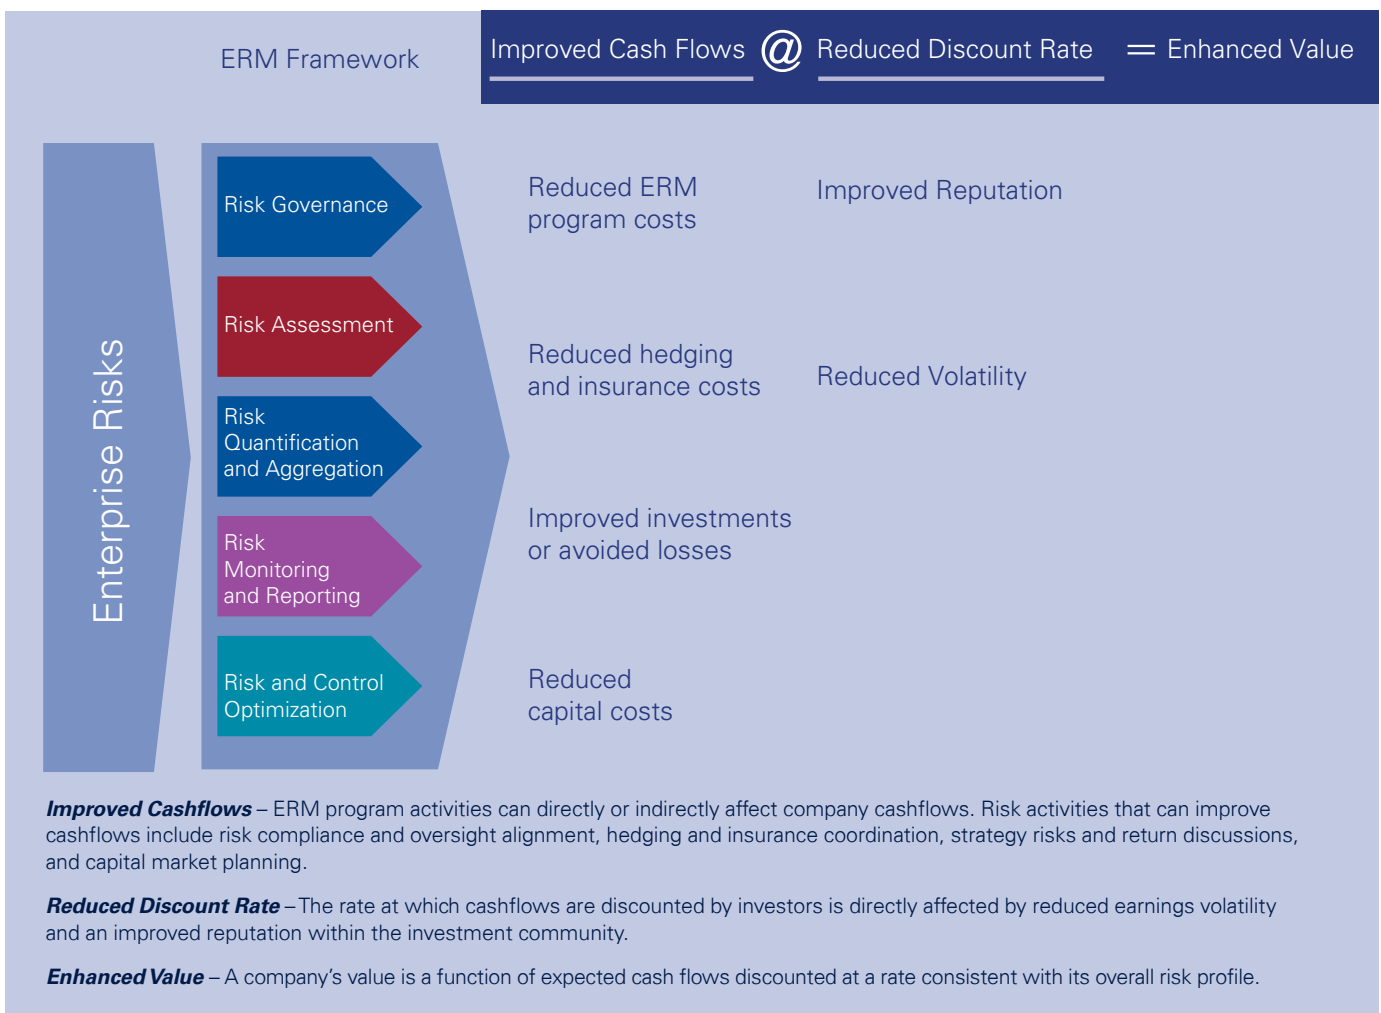 ERM Framework
Improved Cash Flows @ Reduced Discount Rate = Enhanced Value
Enterprise Risks
Risk Governance
Risk Assessment
Risk
Quantification
and Aggregation
Risk
Monitoring
and Reporting
Risk and Control
Optimization
Reduced ERM
program costs
Reduced hedging
and insurance costs
Improved investments
or avoided losses
Reduced
capital costs
Improved Reputation
Reduced Volatility
Improved Cashflows – ERM program activities can directly or indirectly affect company cashflows. Risk activities that can improve
cashflows include risk compliance and oversight alignment, hedging and insurance coordination, strategy risks and return discussions,
and capital market planning.
Reduced Discount Rate – The rate at which cashflows are discounted by investors is directly affected by reduced earnings volatility
and an improved reputation within the investment community.
Enhanced Value – A company's value is a function of expected cash flows discounted at a rate consistent with its overall risk profile.